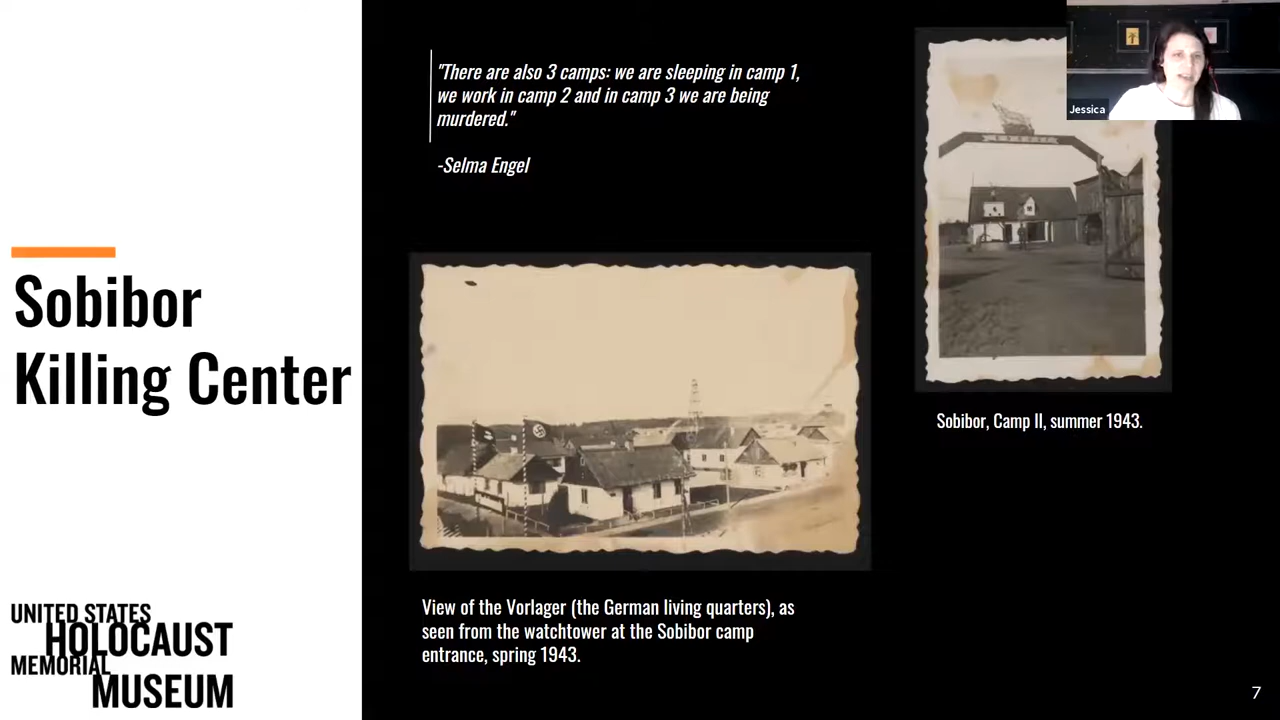 "There are also 3 camps: we are sleeping in camp 1,
we work in camp 2 and in camp 3 we are being
murdered."
-Selma Engel
Jessica
Sobibor
Killing Center
Sobibor, Camp II, summer 1943.
View of the Vorlager (the German living quarters), as
seen from the watchtower at the Sobibor camp
entrance, spring 1943.
UNITED STATES
HOLOCAUST
MEMORIAL
MUSEUM
7